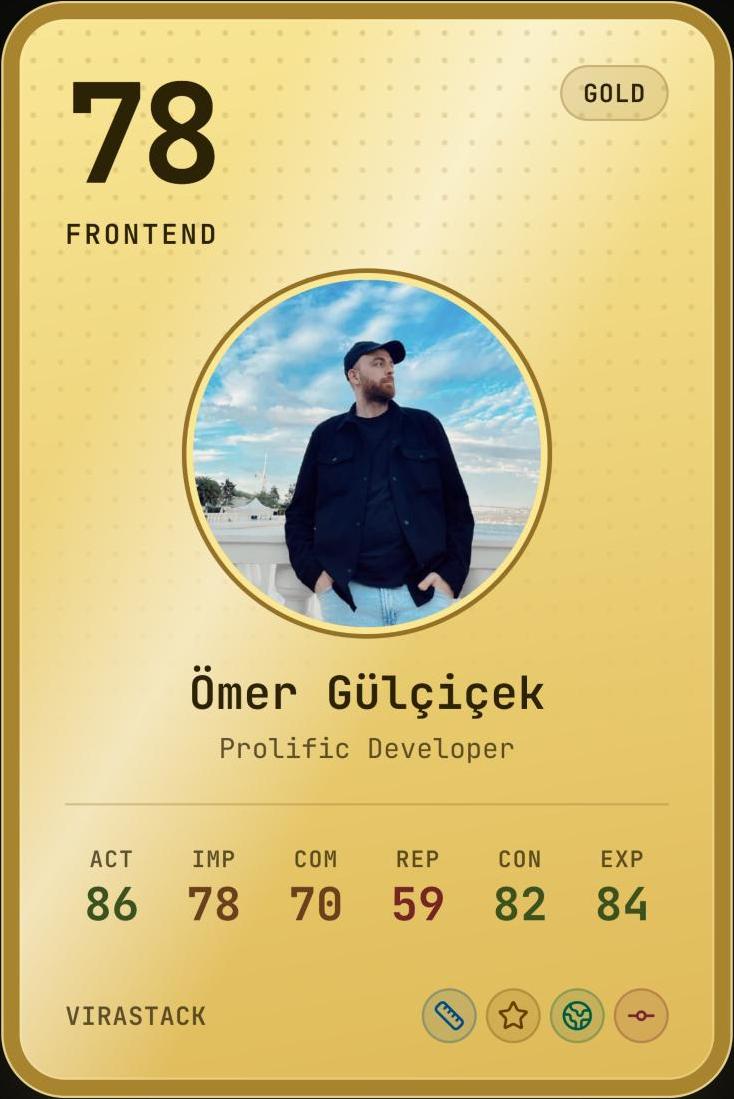 78
GOLD
FRONTEND
Ömer Gülçiçek
Prolific Developer
ACT IMP COM REP CON EXP
86 78 70 59 82 84
VIRASTACK